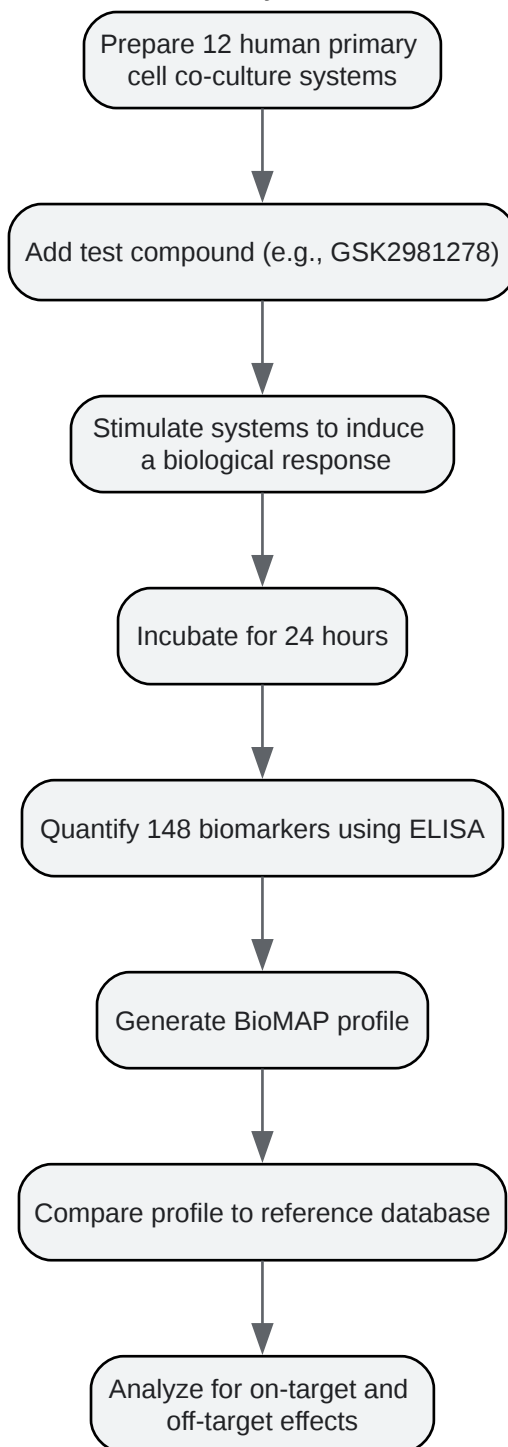 Prepare 12 human primary
cell co-culture systems
Add test compound (e.g., GSK2981278)
Stimulate systems to induce
a biological response
Incubate for 24 hours
Quantify 148 biomarkers using ELISA
Generate BioMAP profile
Compare profile to reference database
Analyze for on-target and
off-target effects